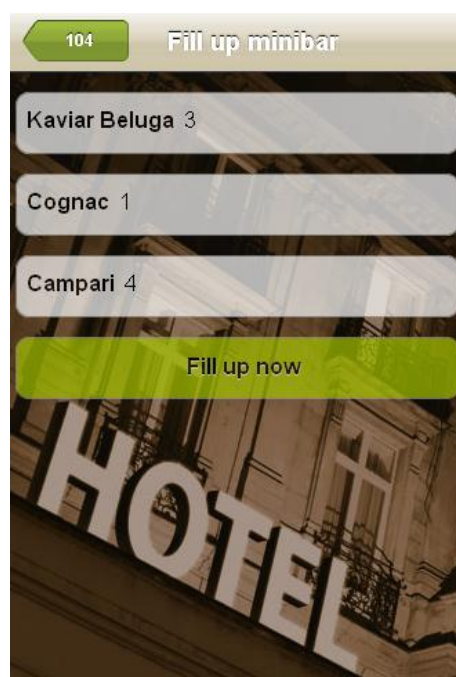 104
Fill up minibar
Kaviar Beluga 3
Cognac 1
Campari 4
Fill up now
HOTEL